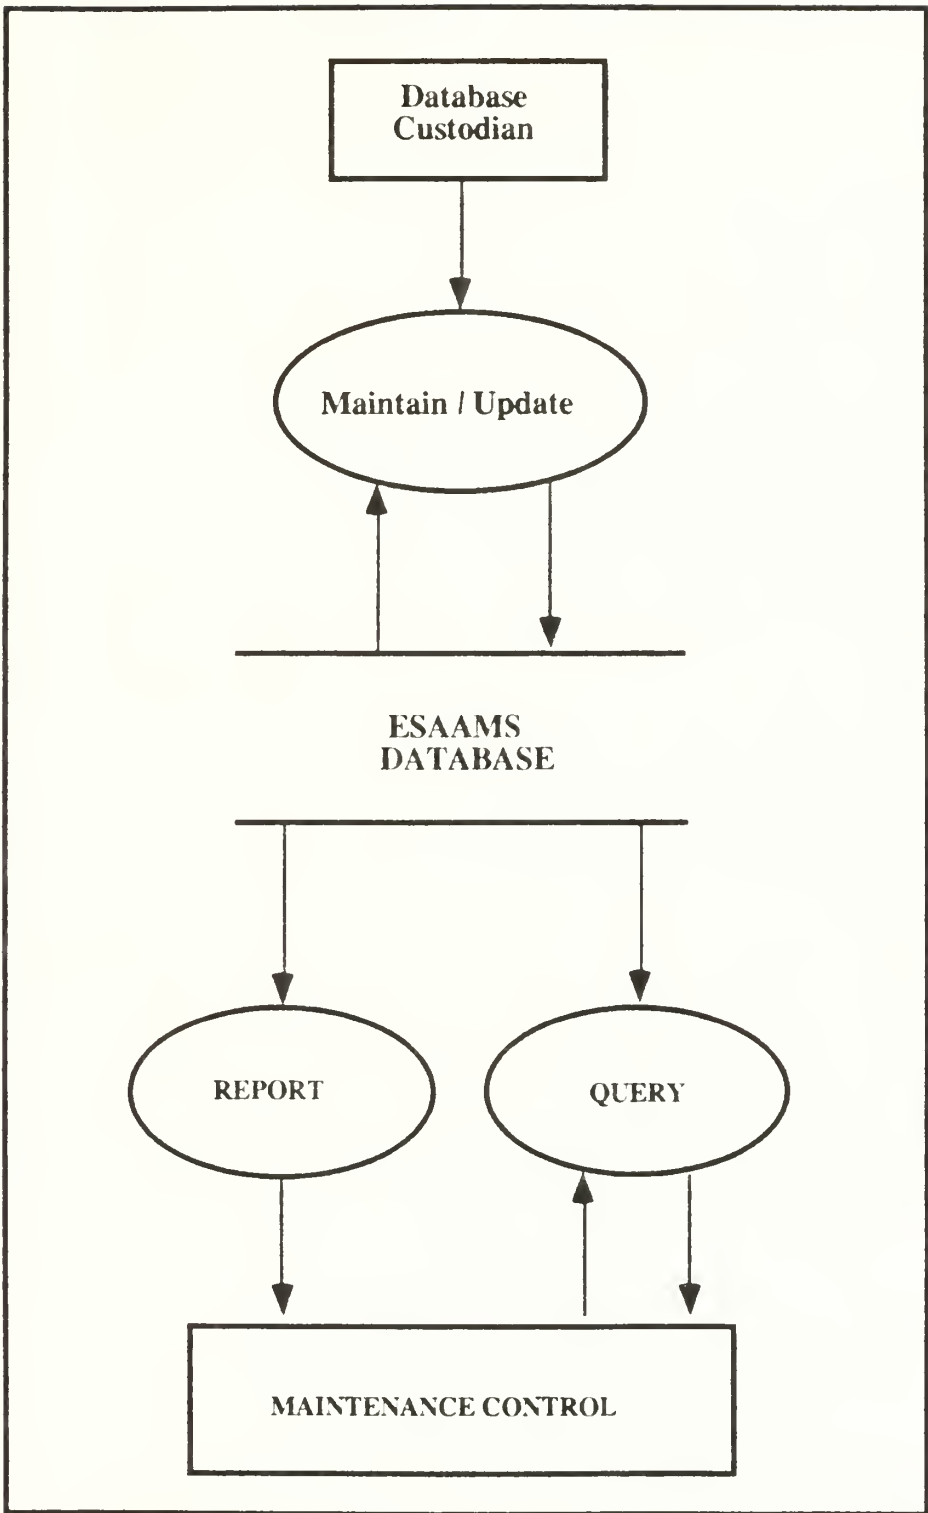 Database
Custodian
Maintain / Update
ESAAMS
DATABASE
REPORT
QUERY
MAINTENANCE CONTROL